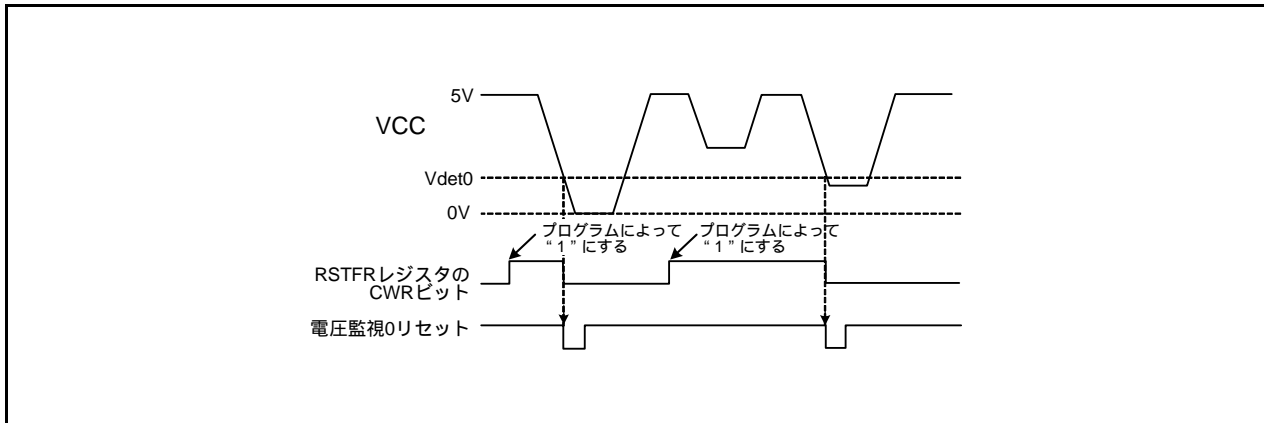 5V
VCC
Vdet0
0V
プログラムによって
“1”にする
プログラムによって
“1”にする
RSTFRレジスタの
CWRビット
電圧監視0リセット